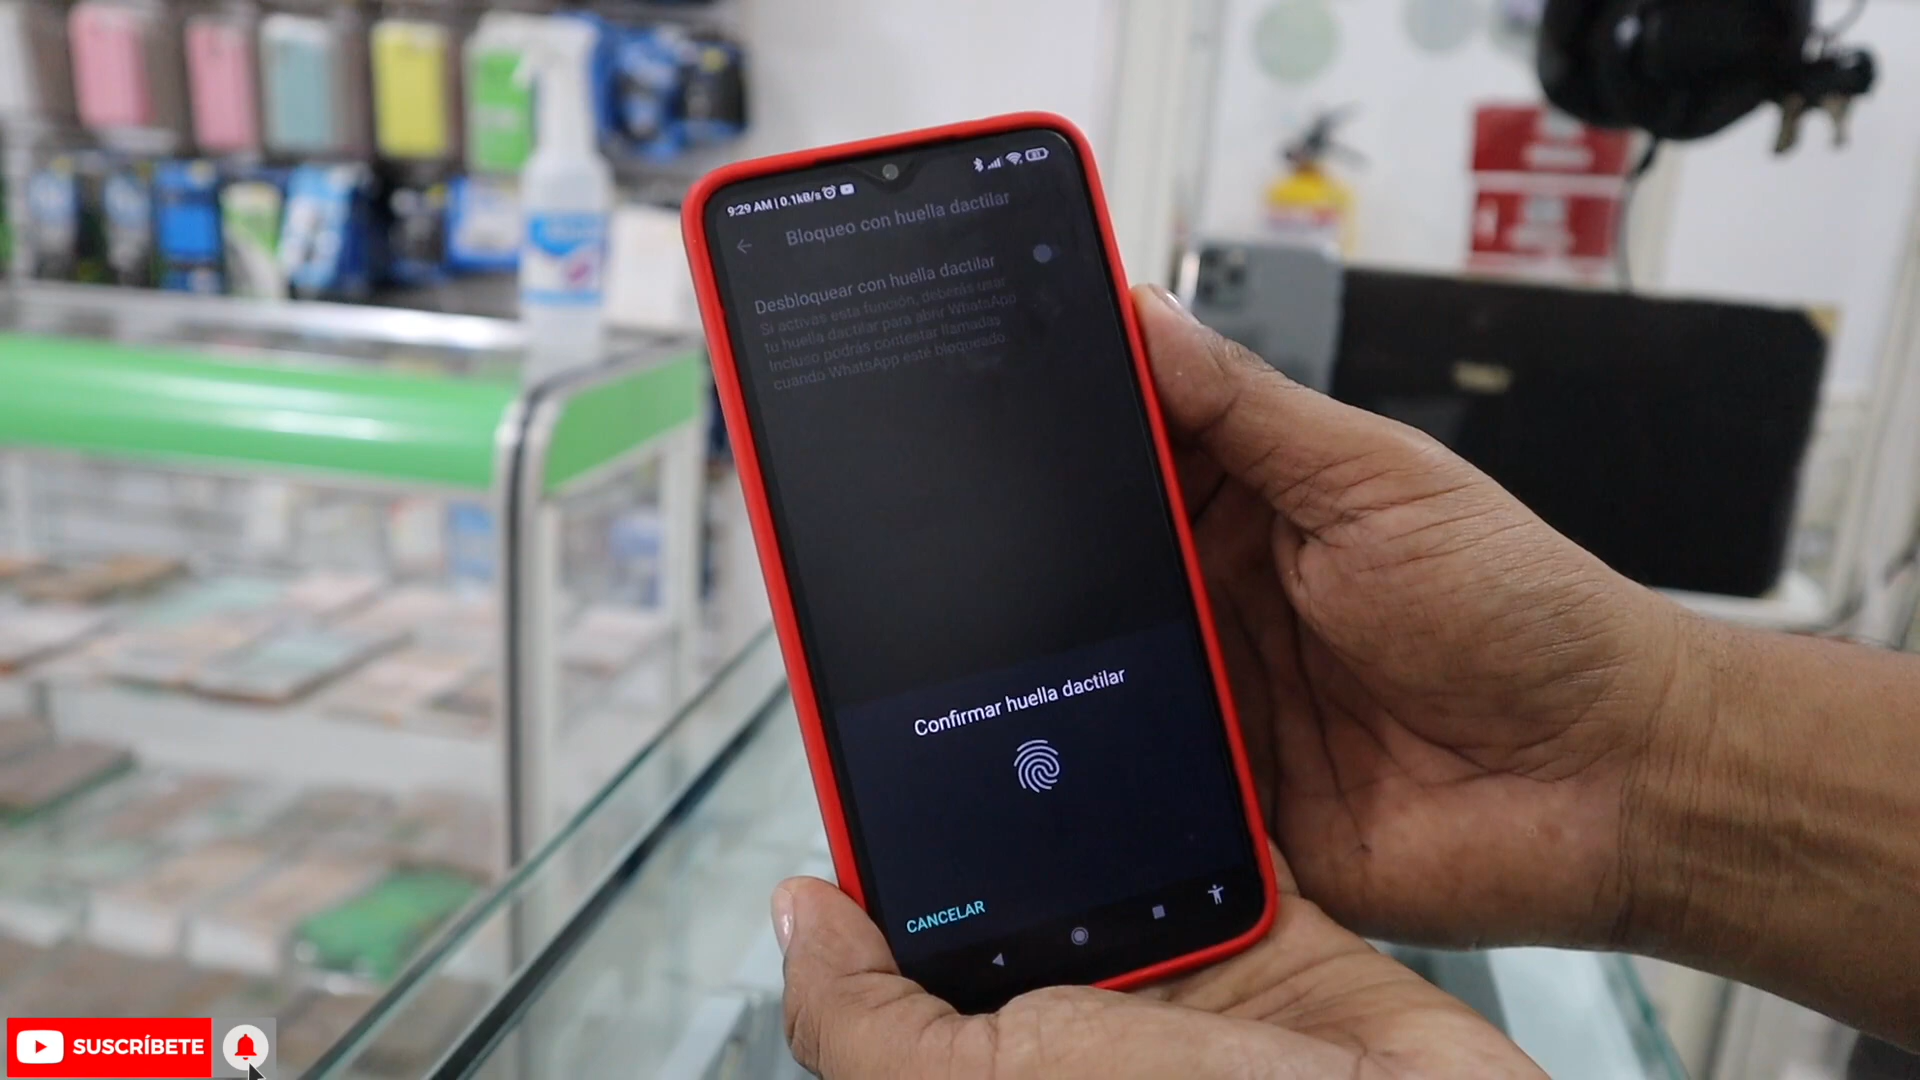 9:29 AM | 0.1kB/s
Bloqueo con huella dactilar
Desbloquear con huella dactilar
Si activas esta función, deberás usar
tu huella dactilar para abrir WhatsApp.
Incluso podrás contestar llamadas
cuando WhatsApp esté bloqueado.
Confirmar huella dactilar
CANCELAR
SUSCRÍBETE